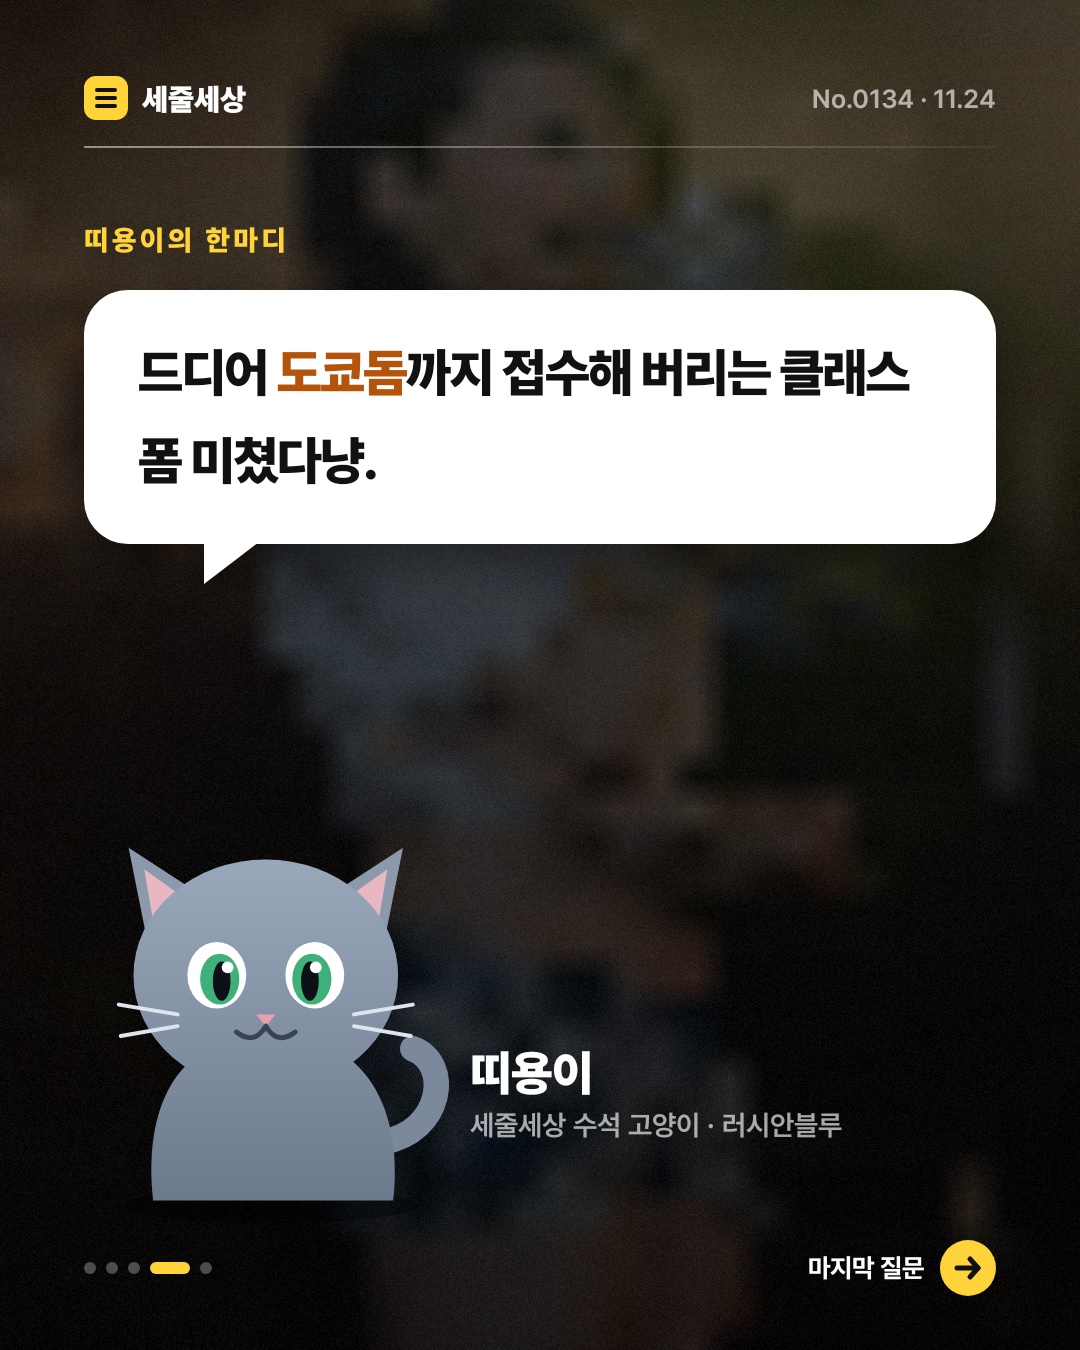 세줄세상
No.0134 · 11.24
띠용이의 한마디
드디어 도쿄돔까지 접수해 버리는 클래스
폼 미쳤다냥.
띠용이
세줄세상 수석 고양이 · 러시안블루
마지막 질문